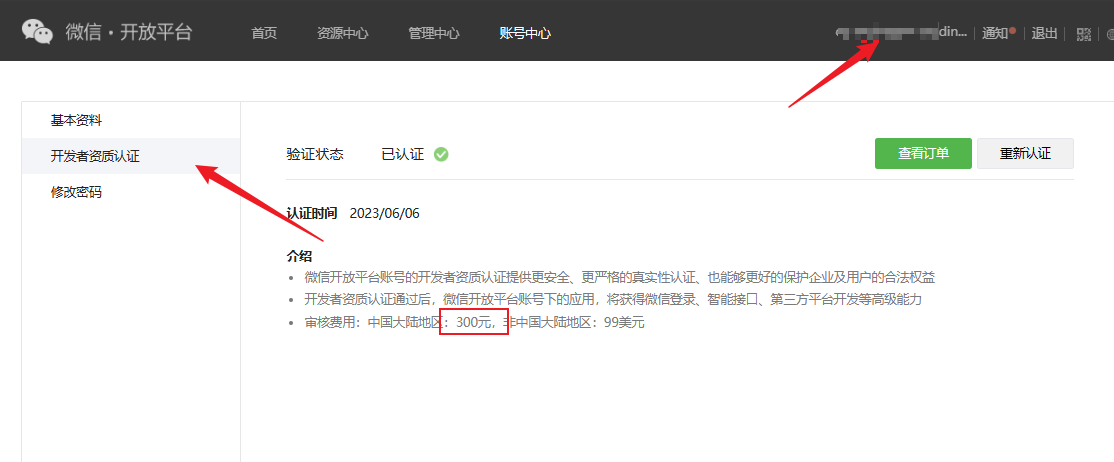 微信·开放平台 首页 资源中心 管理中心 账号中心 din... 通知 退出
基本资料
开发者资质认证
修改密码
验证状态 已认证 查看订单 重新认证
认证时间 2023/06/06
介绍
• 微信开放平台账号的开发者资质认证提供更安全、更严格的真实性认证、也能够更好的保护企业及用户的合法权益
• 开发者资质认证通过后，微信开放平台账号下的应用，将获得微信登录、智能接口、第三方平台开发等高级能力
• 审核费用：中国大陆地区：300元，非中国大陆地区：99美元